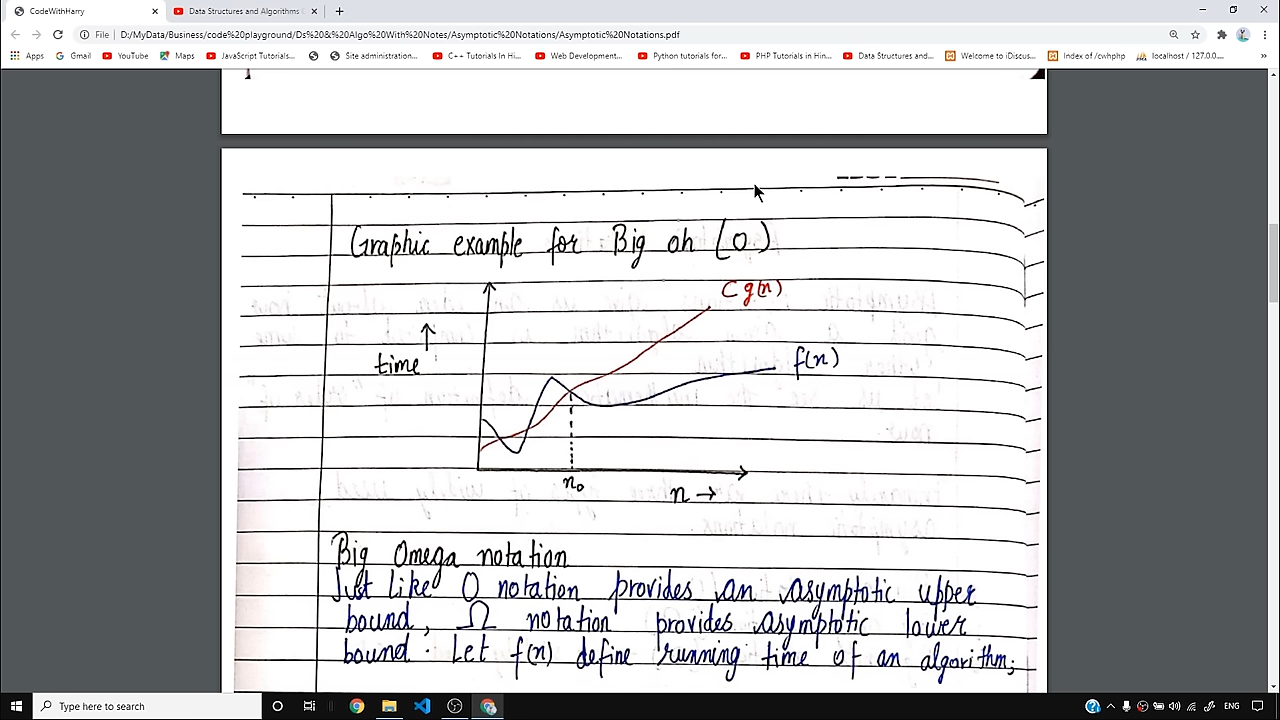 CodeWithHarry
Data Structures and Algorithms C
File
D:/MyData/Business/code%20playground/Ds%20&%20Algo%20With%20Notes/Asymptotic%20Notations/Asymptotic%20Notations.pdf
Apps
Gmail
YouTube
Maps
JavaScript Tutorials...
Site administration...
C++ Tutorials In Hi...
Web Development...
Python tutorials for...
PHP Tutorials in Hin...
Data Structures and...
Welcome to iDiscus...
Index of /cwhphp
localhost / 127.0.0....
»
Graphic example for Big oh (O)
C g(n)
time
f(n)
n₀
n →
Big Omega notation
Just like O notation provides an asymptotic upper
bound, Ω notation provides asymptotic lower
bound. Let f(n) define running time of an algorithm;
Type here to search
ENG